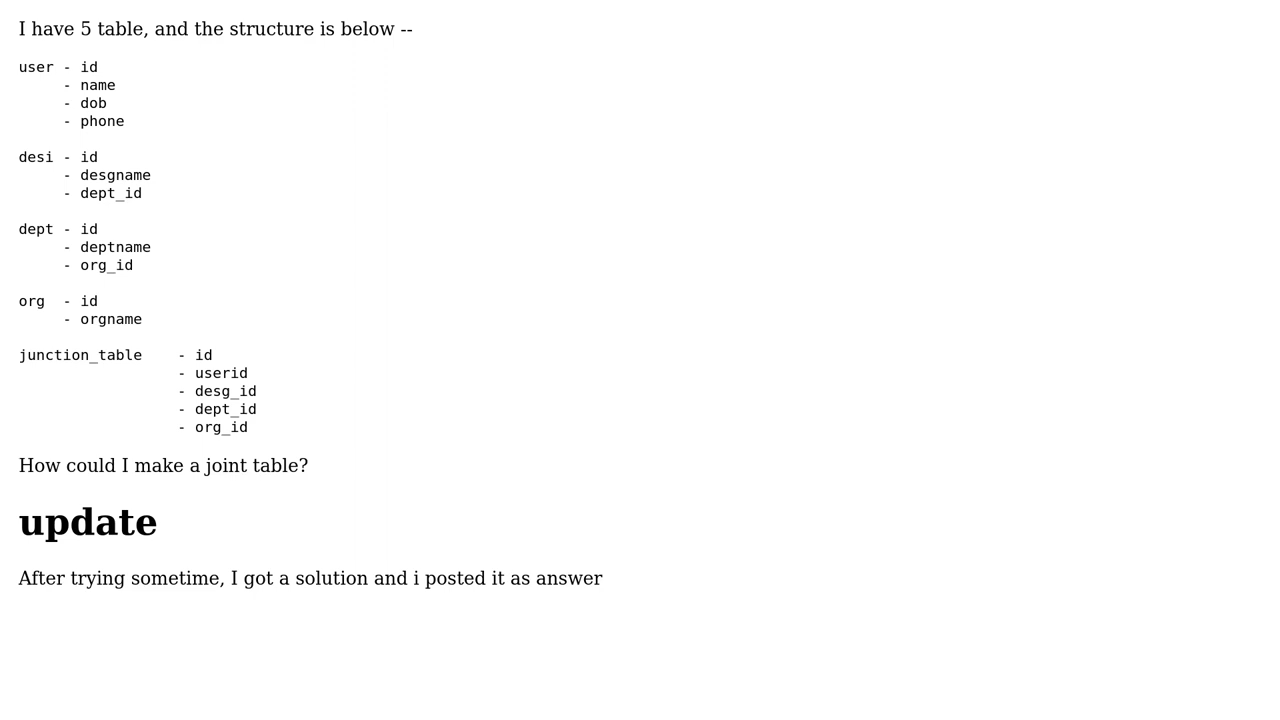 I have 5 table, and the structure is below --
user - id
     - name
     - dob
     - phone
desi - id
     - desgname
     - dept_id
dept - id
     - deptname
     - org_id
org  - id
     - orgname
junction_table    - id
                  - userid
                  - desg_id
                  - dept_id
                  - org_id
How could I make a joint table?
update
After trying sometime, I got a solution and i posted it as answer